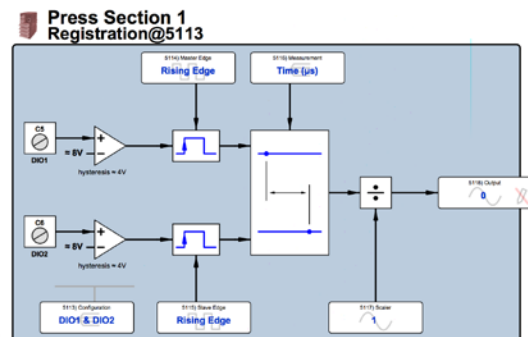 Press Section 1
Registration@5113
5114) Master Edge
Rising Edge
5116) Measurement
Time (µs)
C5
DIO1
≈ 8V
hysteresis ≈ 4V
5118) Output
0
C6
DIO2
≈ 8V
hysteresis ≈ 4V
5113) Configuration
DIO1 & DIO2
5115) Slave Edge
Rising Edge
5117) Scaler
1